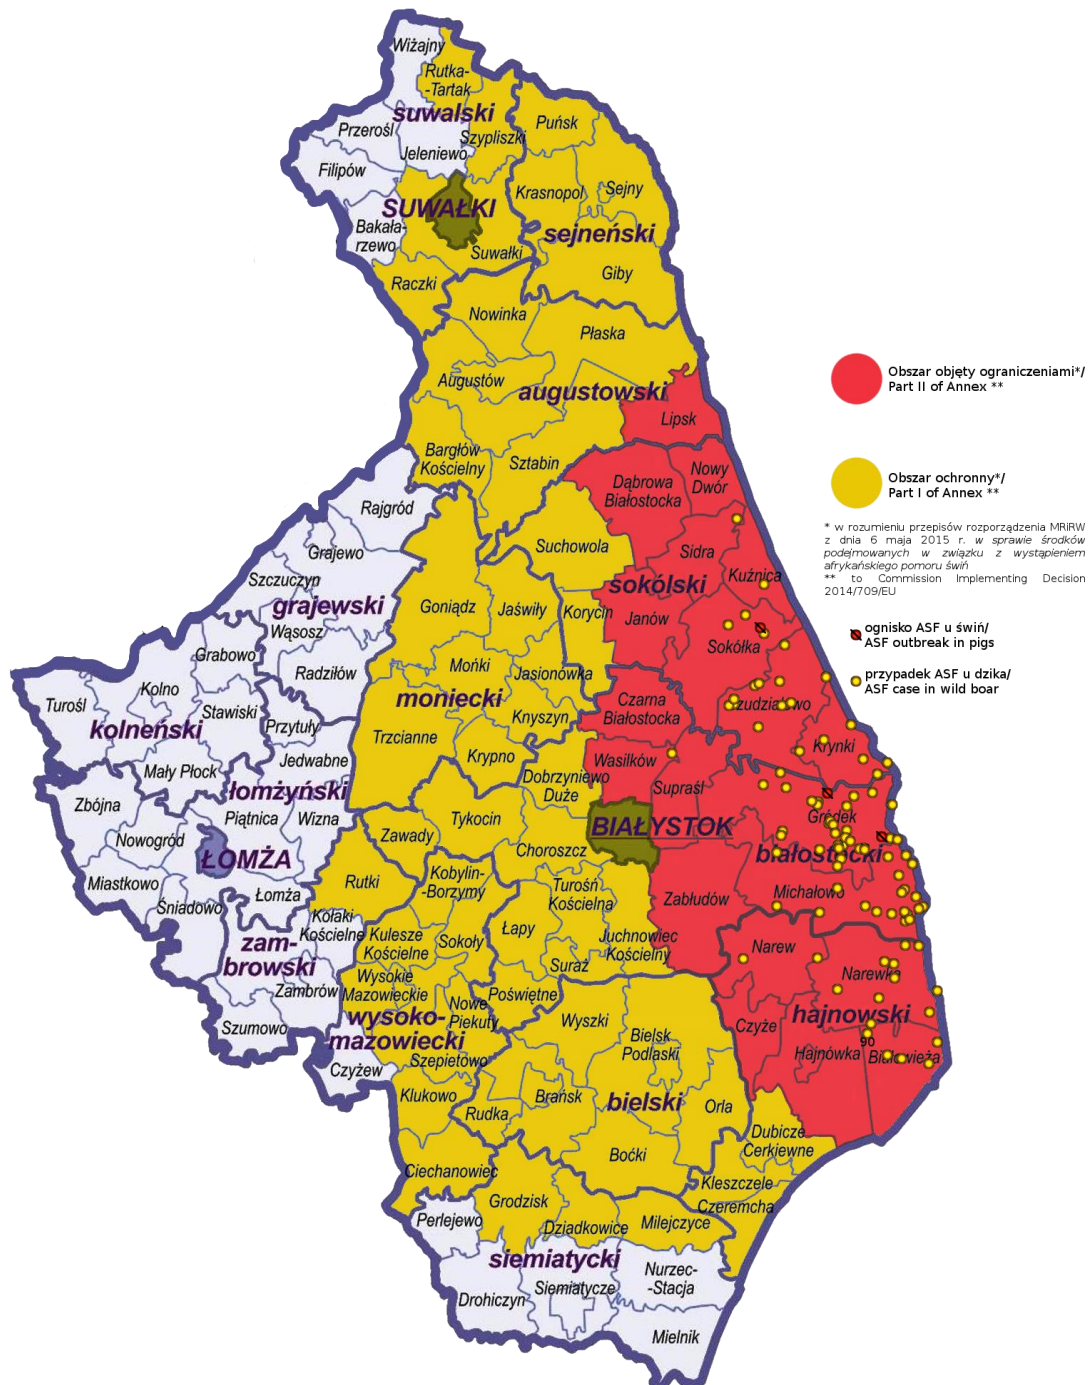 Wiżajny
Rutka-
-Tartak
suwalski
Przerośl
Szypliszki
Puńsk
Jeleniewo
Filipów
SUWAŁKI
Krasnopol
Sejny
Bakała-
rzewo
sejneński
Suwałki
Raczki
Giby
Nowinka
Płaska
Augustów
augustowski
Lipsk
Bargłów
Kościelny
Sztabin
Obszar objęty ograniczeniami*/
Part II of Annex **
Obszar ochronny*/
Part I of Annex **
* w rozumieniu przepisów rozporządzenia MRiRW
z dnia 6 maja 2015 r. w sprawie środków
podejmowanych w związku z wystąpieniem
afrykańskiego pomoru świń
** to Commission Implementing Decision
2014/709/EU
ognisko ASF u świń/
ASF outbreak in pigs
przypadek ASF u dzika/
ASF case in wild boar
Dąbrowa
Białostocka
Nowy
Dwór
Rajgród
Grajewo
Suchowola
Sidra
Szczuczyn
Kuźnica
sokólski
grajewski
Goniądz
Jaświły
Korycin
Janów
Wąsosz
Sokółka
Grabowo
Radziłów
Mońki
Jasionówka
Kolno
Turośl
Stawiski
moniecki
Czarna
Białostocka
kolneński
Przytuły
Knyszyn
Trzcianne
Krynki
Mały Płock
Jedwabne
Krypno
Wasilków
Dobrzyniewo
Duże
łomżyński
Supraśl
Zbójna
Piątnica
Wizna
Tykocin
Gródek
Nowogród
Zawady
BIAŁYSTOK
ŁOMŻA
Choroszcz
białostocki
Miastkowo
Rutki
Kobylin-
-Borzymy
Turośń
Kościelna
Michałowo
Łomża
Zabłudów
Śniadowo
Kołaki
Kościelne
Kulesze
Kościelne
Sokoły
Łapy
Juchnowiec
Kościelny
zam-
browski
Narew
Suraż
Narewka
Wysokie
Mazowieckie
Zambrów
Poświętne
Nowe
Piekuty
wysoko-
mazowiecki
Szumowo
Wyszki
Czyże
hajnowski
Bielsk
Podlaski
90
Szepietowo
Hajnówka
Białowieża
Czyżew
Klukowo
Brańsk
bielski
Orla
Rudka
Dubicze
Cerkiewne
Boćki
Ciechanowiec
Kleszczele
Grodzisk
Czeremcha
Perlejewo
Dziadkowice
Milejczyce
siemiatycki
Nurzec-
-Stacja
Siemiatycze
Drohiczyn
Mielnik